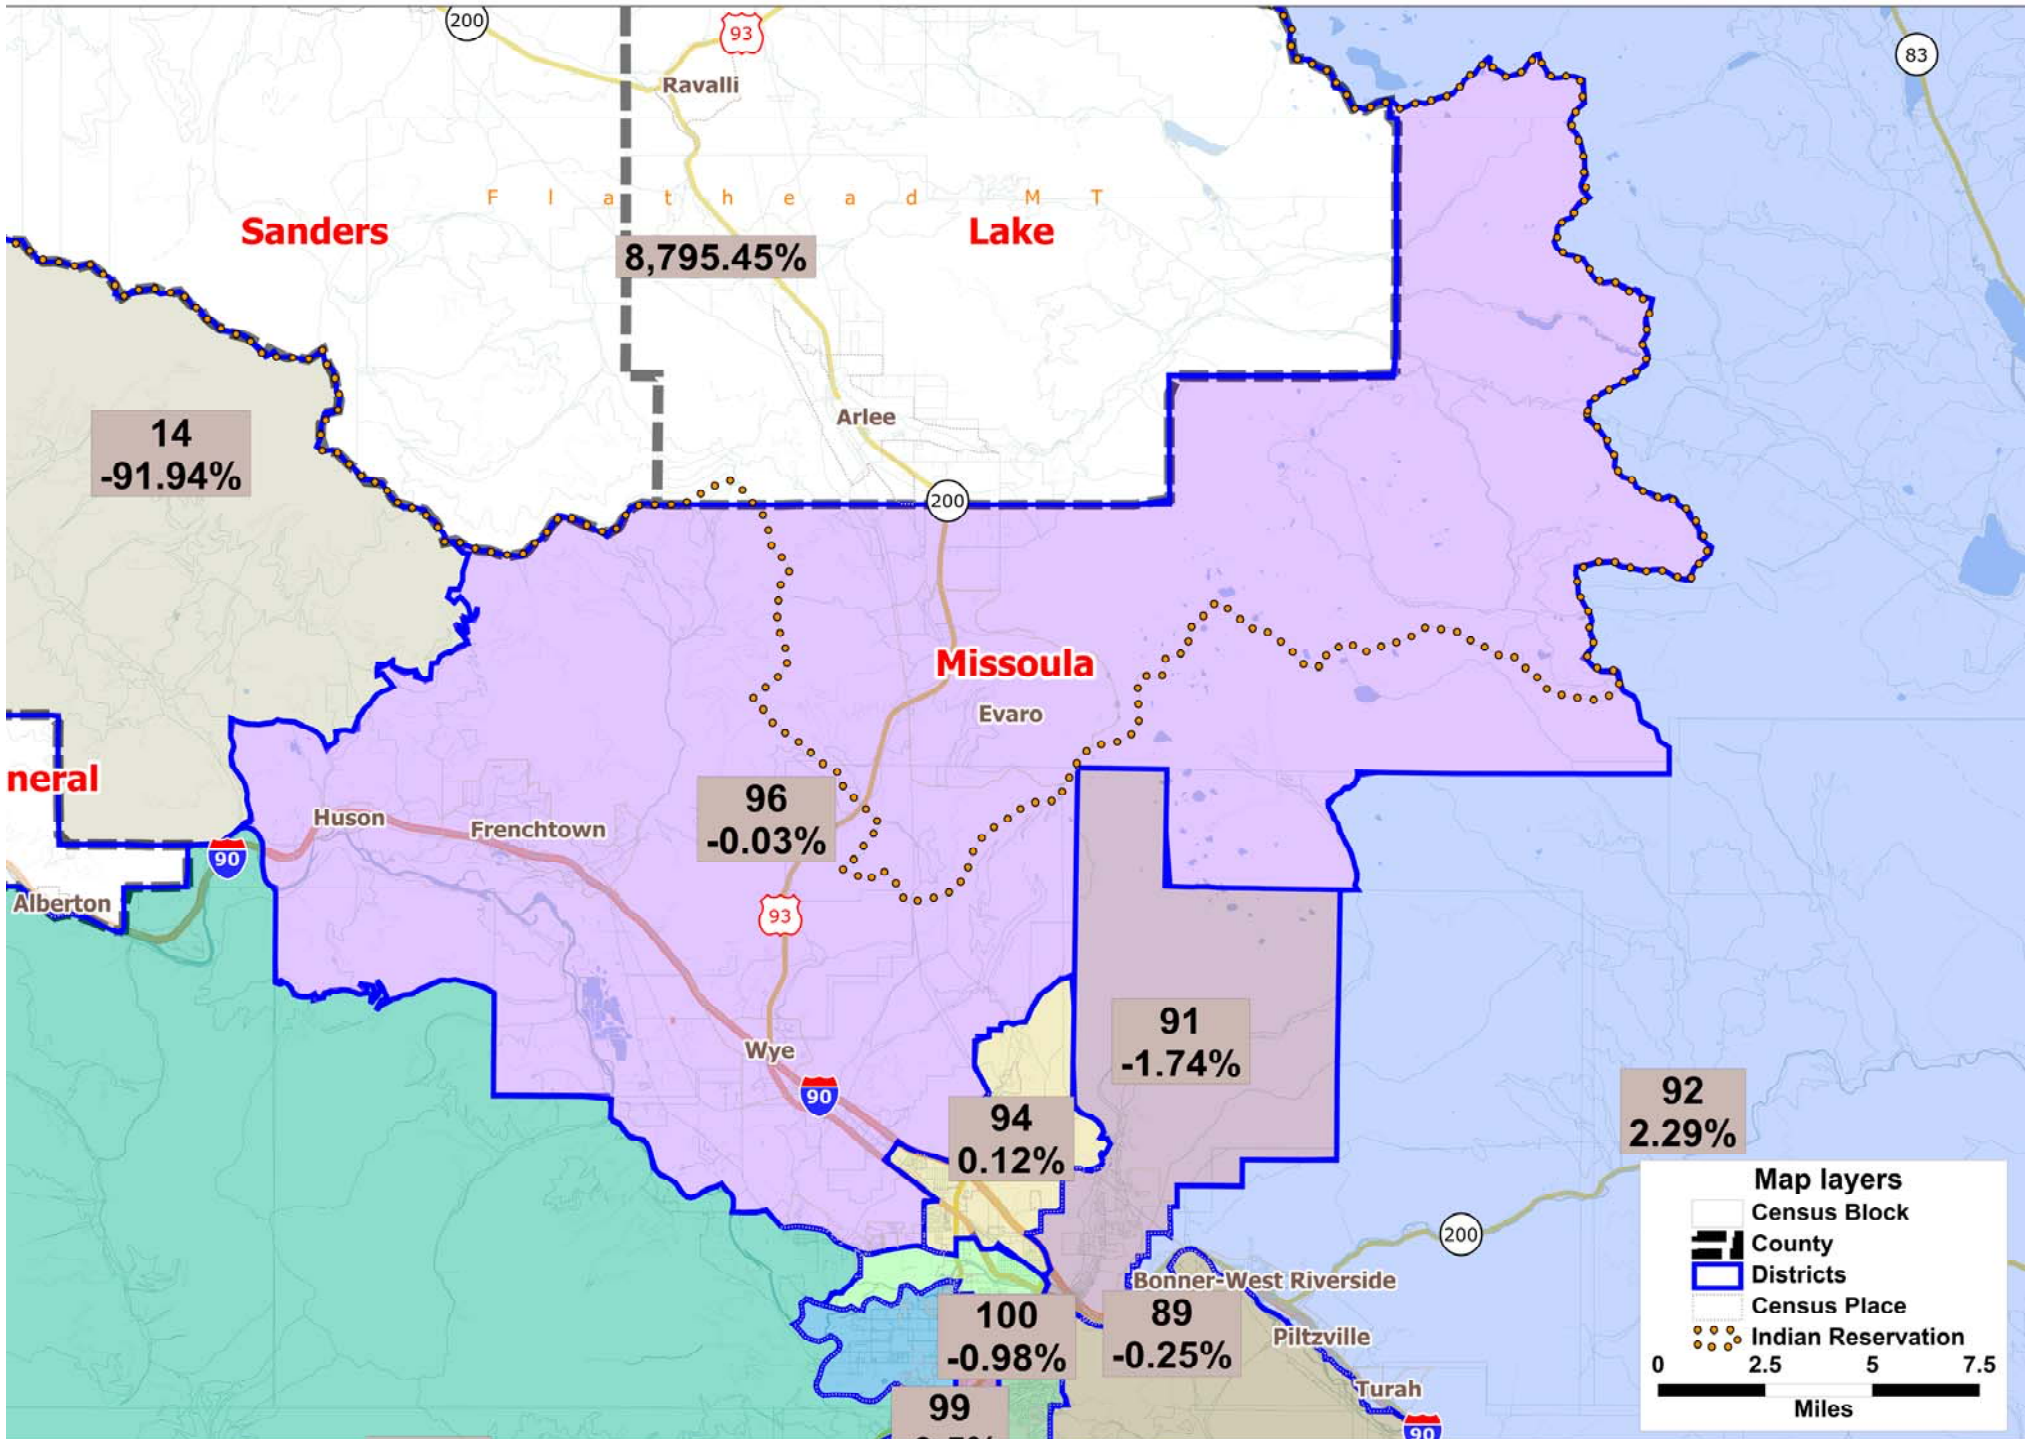 200
93
83
Ravalli
Flathead MT
Sanders
Lake
8,795.45%
14
-91.94%
Arlee
200
Missoula
Evaro
neral
96
-0.03%
Huson
Frenchtown
90
Alberton
93
91
-1.74%
Wye
90
94
0.12%
92
2.29%
200
Bonner-West Riverside
100
-0.98%
89
-0.25%
Piltzville
Turah
99
90
Map layers
Census Block
County
Districts
Census Place
Indian Reservation
0 2.5 5 7.5
Miles